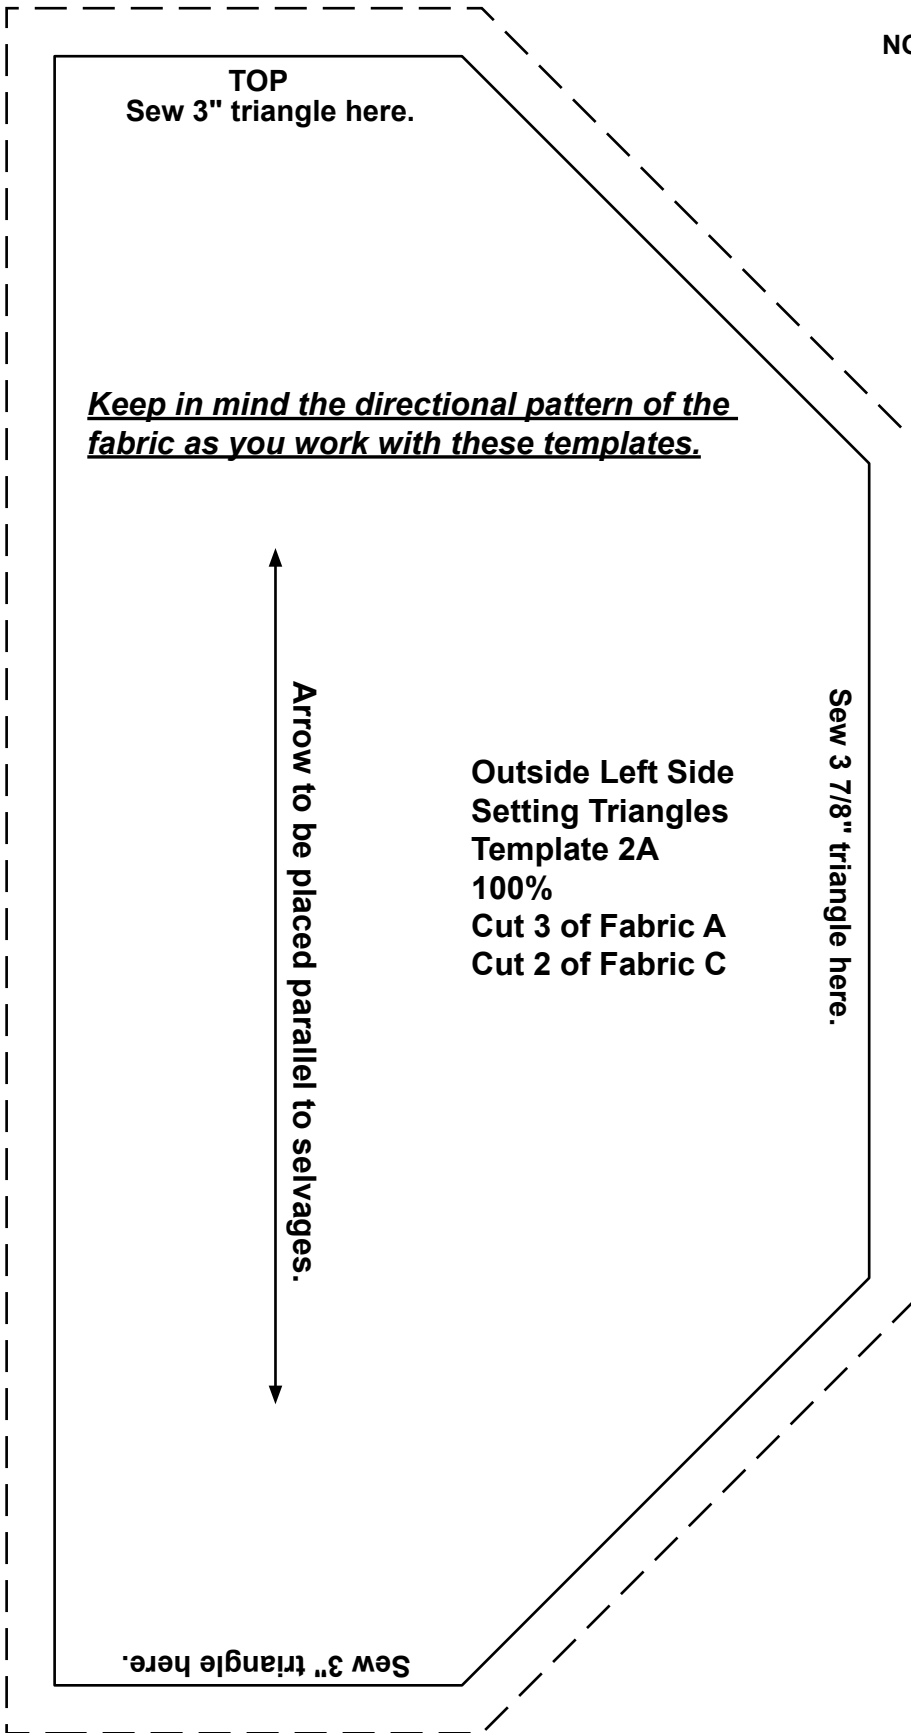 NO
TOP
Sew 3" triangle here.
Keep in mind the directional pattern of the
fabric as you work with these templates.
Arrow to be placed parallel to selvages.
Outside Left Side
Setting Triangles
Template 2A
100%
Cut 3 of Fabric A
Cut 2 of Fabric C
Sew 3 7/8" triangle here.
Sew 3" triangle here.